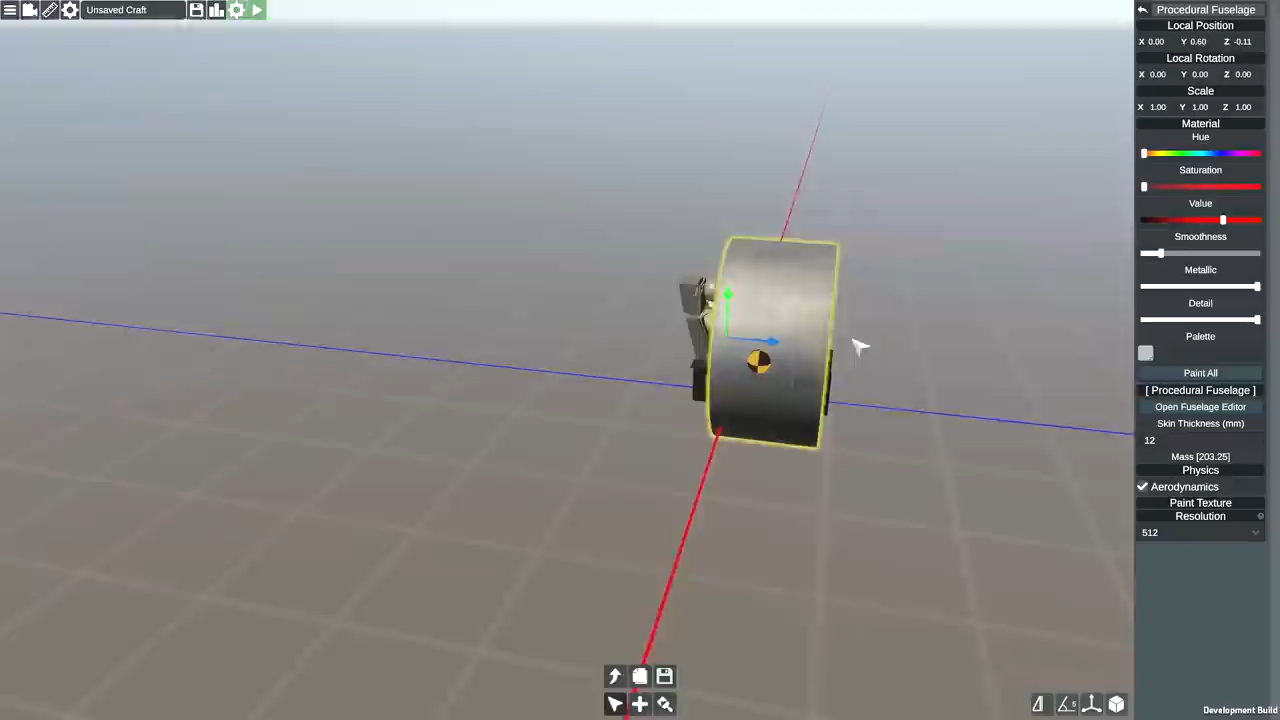 Unsaved Craft
Procedural Fuselage
Local Position
X 0.00 Y 0.60 Z -0.11
Local Rotation
X 0.00 Y 0.00 Z 0.00
Scale
X 1.00 Y 1.00 Z 1.00
Material
Hue
Saturation
Value
Smoothness
Metallic
Detail
Palette
Paint All
[ Procedural Fuselage ]
Open Fuselage Editor
Skin Thickness (mm)
12
Mass [203.25]
Physics
Aerodynamics
Paint Texture
Resolution
512
Development Build